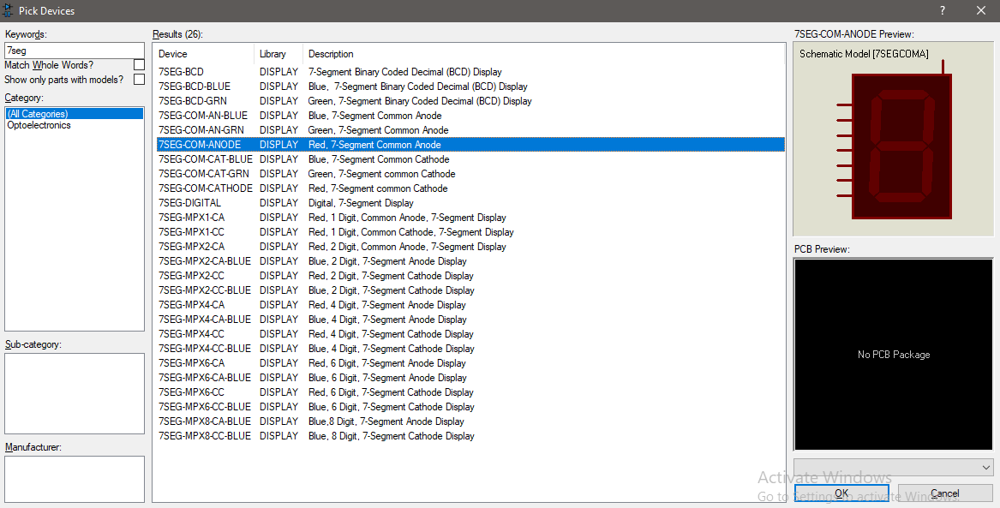 Pick Devices
?
Keywords:
7seg
Match Whole Words?
Show only parts with models?
Category:
(All Categories)
Optoelectronics
Sub-category:
Manufacturer:
Results (26):
Device Library Description
7SEG-BCD DISPLAY 7-Segment Binary Coded Decimal (BCD) Display
7SEG-BCD-BLUE DISPLAY Blue, 7-Segment Binary Coded Decimal (BCD) Display
7SEG-BCD-GRN DISPLAY Green, 7-Segment Binary Coded Decimal (BCD) Display
7SEG-COM-AN-BLUE DISPLAY Blue, 7-Segment Common Anode
7SEG-COM-AN-GRN DISPLAY Green, 7-Segment Common Anode
7SEG-COM-ANODE DISPLAY Red, 7-Segment Common Anode
7SEG-COM-CAT-BLUE DISPLAY Blue, 7-Segment Common Cathode
7SEG-COM-CAT-GRN DISPLAY Green, 7-Segment common Cathode
7SEG-COM-CATHODE DISPLAY Red, 7-Segment common Cathode
7SEG-DIGITAL DISPLAY Digital, 7-Segment Display
7SEG-MPX1-CA DISPLAY Red, 1 Digit, Common Anode, 7-Segment Display
7SEG-MPX1-CC DISPLAY Red, 1 Digit, Common Cathode, 7-Segment Display
7SEG-MPX2-CA DISPLAY Red, 2 Digit, Common Anode, 7-Segment Display
7SEG-MPX2-CA-BLUE DISPLAY Blue, 2 Digit, 7-Segment Anode Display
7SEG-MPX2-CC DISPLAY Red, 2 Digit, 7-Segment Cathode Display
7SEG-MPX2-CC-BLUE DISPLAY Blue, 2 Digit, 7-Segment Cathode Display
7SEG-MPX4-CA DISPLAY Red, 4 Digit, 7-Segment Anode Display
7SEG-MPX4-CA-BLUE DISPLAY Blue, 4 Digit, 7-Segment Anode Display
7SEG-MPX4-CC DISPLAY Red, 4 Digit, 7-Segment Cathode Display
7SEG-MPX4-CC-BLUE DISPLAY Blue, 4 Digit, 7-Segment Cathode Display
7SEG-MPX6-CA DISPLAY Red, 6 Digit, 7-Segment Anode Display
7SEG-MPX6-CA-BLUE DISPLAY Blue, 6 Digit, 7-Segment Anode Display
7SEG-MPX6-CC DISPLAY Red, 6 Digit, 7-Segment Cathode Display
7SEG-MPX6-CC-BLUE DISPLAY Blue, 6 Digit, 7-Segment Cathode Display
7SEG-MPX8-CA-BLUE DISPLAY Blue,8 Digit, 7-Segment Anode Display
7SEG-MPX8-CC-BLUE DISPLAY Blue, 8 Digit, 7-Segment Cathode Display
7SEG-COM-ANODE Preview:
Schematic Model [7SEGCOMA]
PCB Preview:
No PCB Package
Activate Windows
Go to Settings to activate Windows.
OK
Cancel